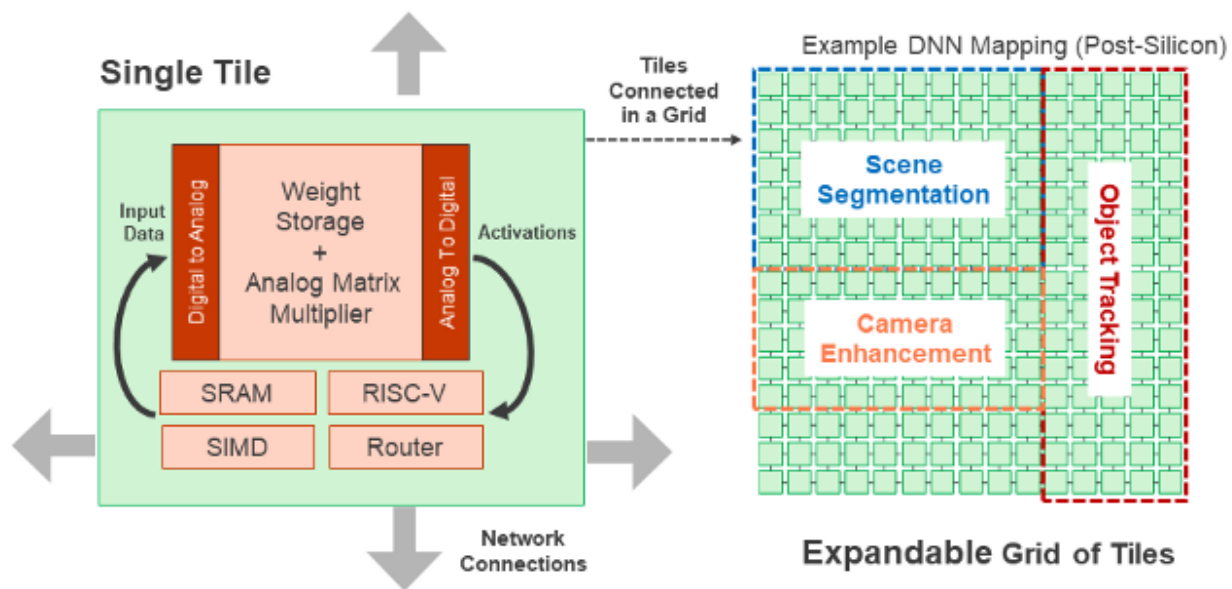 Example DNN Mapping (Post-Silicon)
Single Tile
Tiles
Connected
in a Grid
Input
Data
Digital to Analog
Weight
Storage
+
Analog Matrix
Multiplier
Analog To Digital
Activations
SRAM
RISC-V
SIMD
Router
Network
Connections
Scene
Segmentation
Camera
Enhancement
Object Tracking
Expandable Grid of Tiles